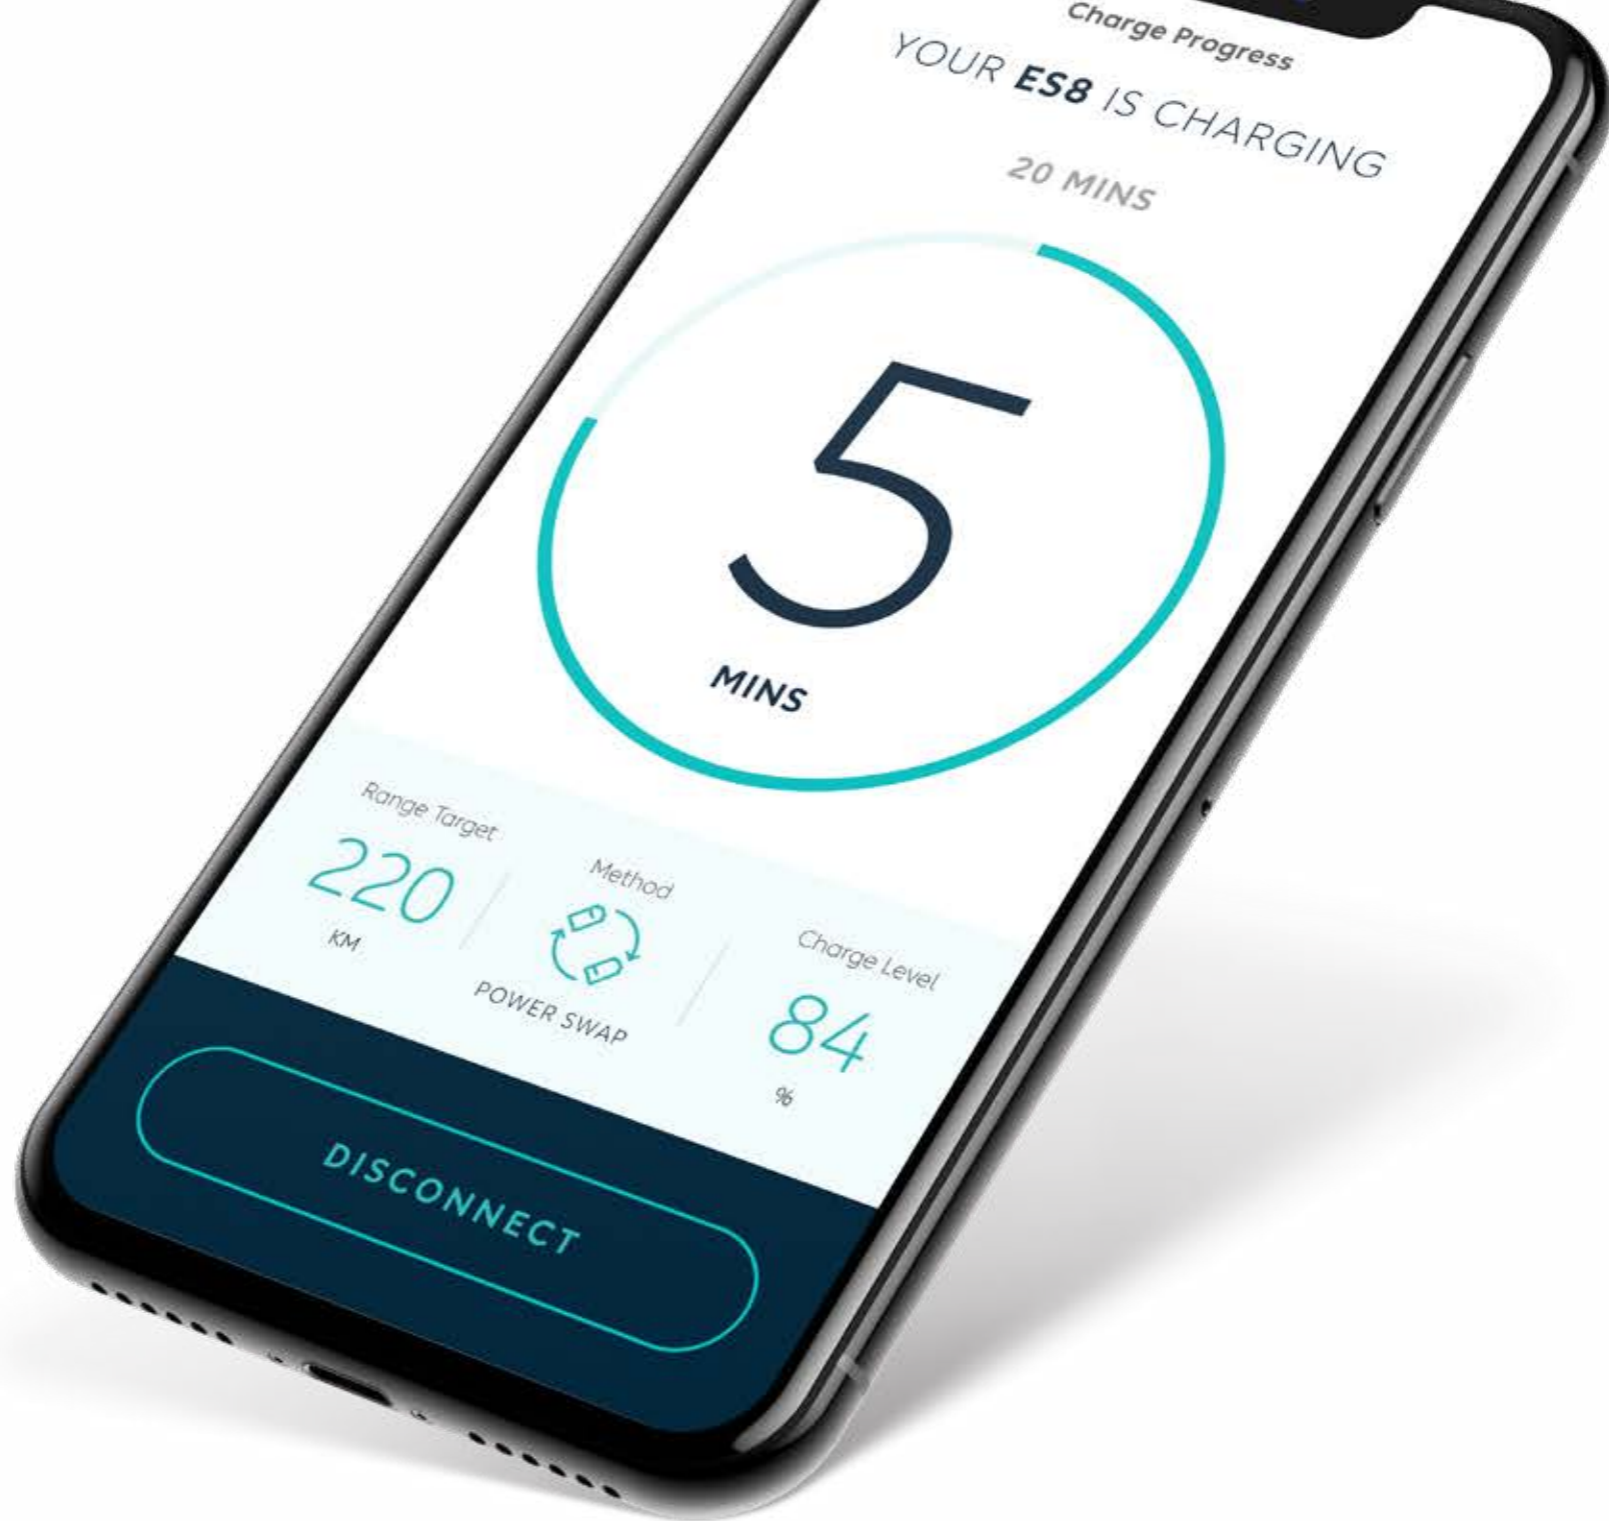 Charge Progress
YOUR ES8 IS CHARGING
20 MINS
5
MINS
Range Target
220
KM
Method
POWER SWAP
Charge Level
84
%
DISCONNECT